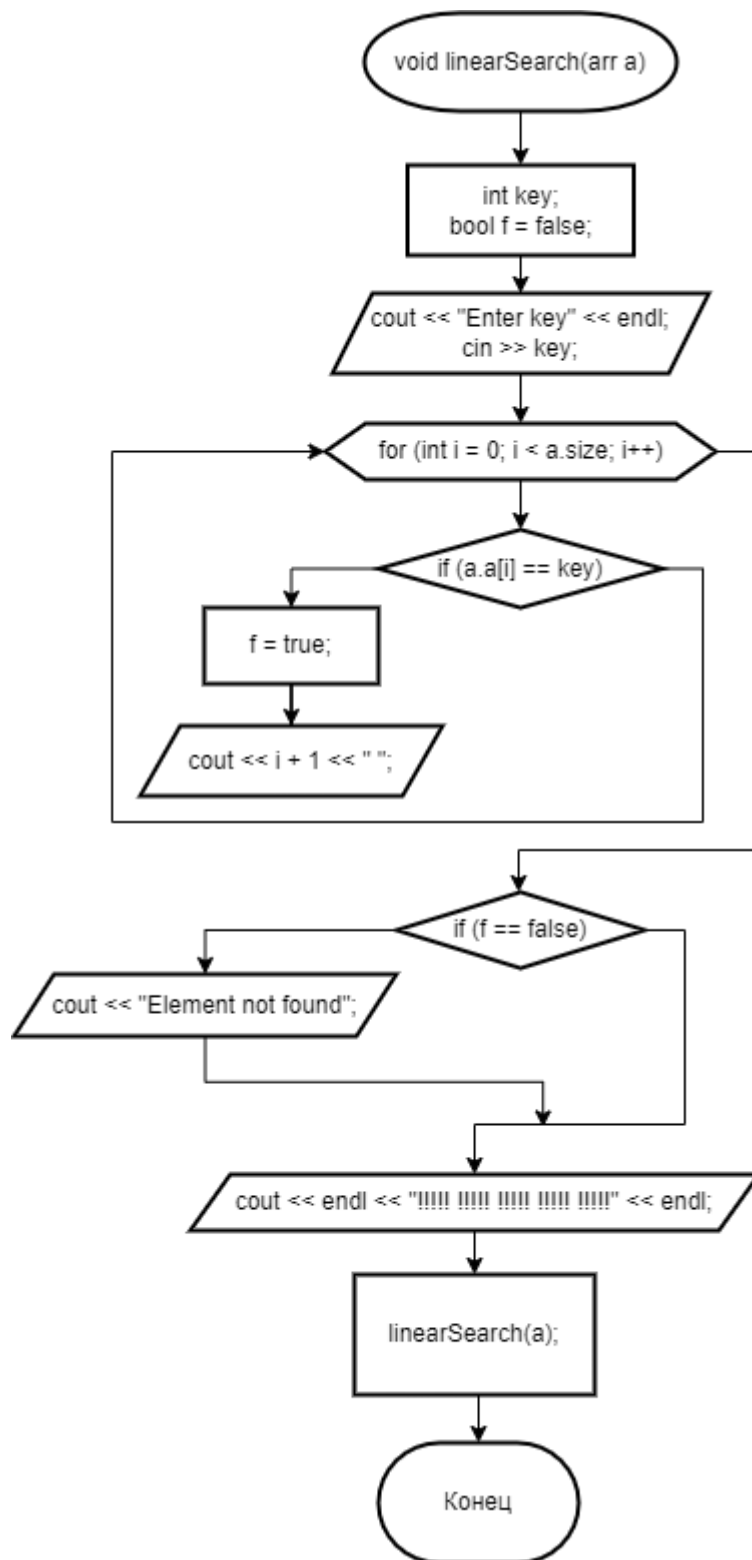 void linearSearch(arr a)
int key;
bool f = false;
cout << "Enter key" << endl;
cin >> key;
for (int i = 0; i < a.size; i++)
if (a.a[i] == key)
f = true;
cout << i + 1 << " ";
if (f == false)
cout << "Element not found";
cout << endl << "!!!!! !!!!! !!!!! !!!!! !!!!!" << endl;
linearSearch(a);
Конец